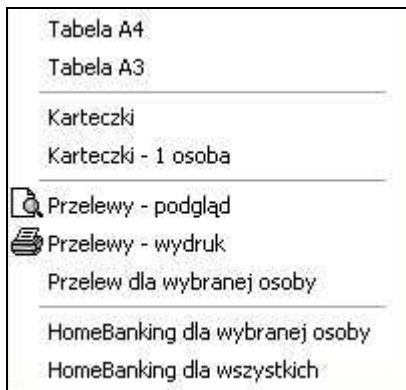 Tabela A4
Tabela A3
Karteczki
Karteczki - 1 osoba
Przelewy - podgląd
Przelewy - wydruk
Przelew dla wybranej osoby
HomeBanking dla wybranej osoby
HomeBanking dla wszystkich